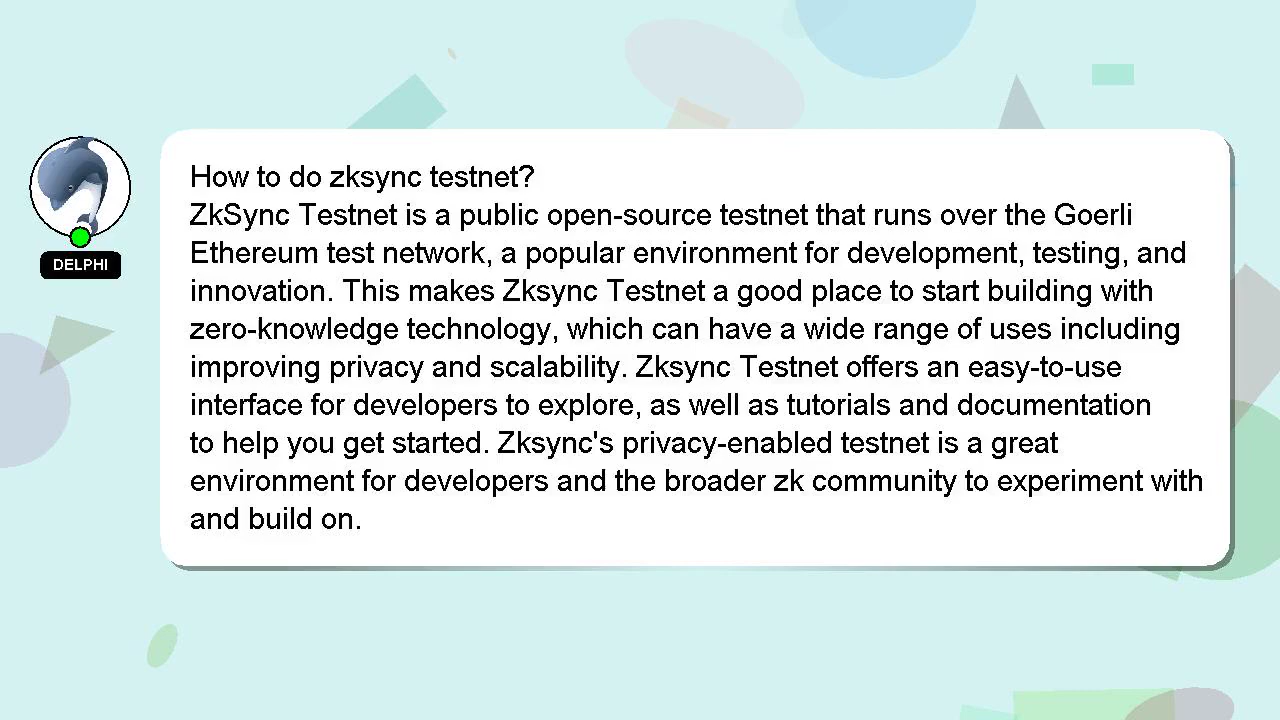 How to do zksync testnet?
ZkSync Testnet is a public open-source testnet that runs over the Goerli
Ethereum test network, a popular environment for development, testing, and
innovation. This makes Zksync Testnet a good place to start building with
zero-knowledge technology, which can have a wide range of uses including
improving privacy and scalability. Zksync Testnet offers an easy-to-use
interface for developers to explore, as well as tutorials and documentation
to help you get started. Zksync's privacy-enabled testnet is a great
environment for developers and the broader zk community to experiment with
and build on.
DELPHI